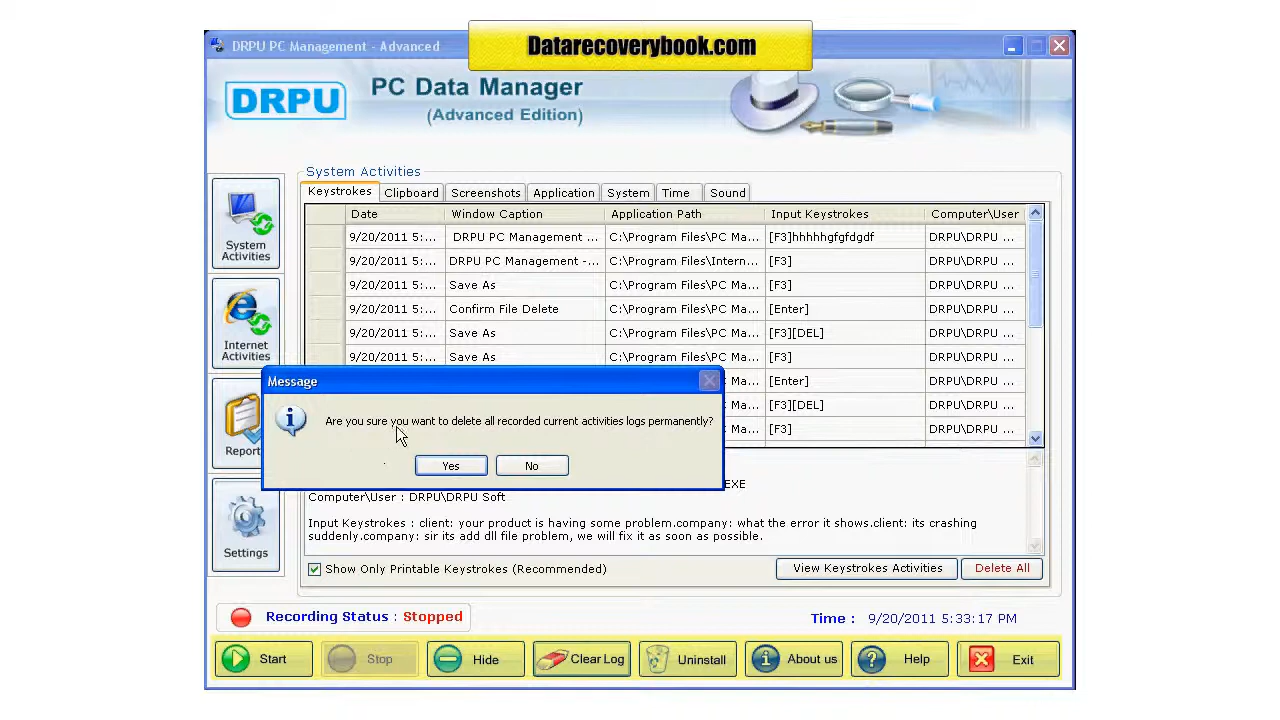 Datarecoverybook.com
DRPU PC Management - Advanced
DRPU
PC Data Manager
(Advanced Edition)
System Activities
Keystrokes Clipboard Screenshots Application System Time Sound
Date Window Caption Application Path Input Keystrokes Computer\User
9/20/2011 5:... DRPU PC Management ... C:\Program Files\PC Ma... [F3]hhhhhgfgfdgdf DRPU\DRPU ...
9/20/2011 5:... DRPU PC Management -... C:\Program Files\Intern... [F3] DRPU\DRPU ...
9/20/2011 5:... Save As C:\Program Files\PC Ma... [F3] DRPU\DRPU ...
9/20/2011 5:... Confirm File Delete C:\Program Files\PC Ma... [Enter] DRPU\DRPU ...
9/20/2011 5:... Save As C:\Program Files\PC Ma... [F3][DEL] DRPU\DRPU ...
9/20/2011 5:... Save As C:\Program Files\PC Ma... [F3] DRPU\DRPU ...
C Ma... [Enter] DRPU\DRPU ...
C Ma... [F3][DEL] DRPU\DRPU ...
C Ma... [F3] DRPU\DRPU ...
System
Activities
Internet
Activities
Report
Settings
Message
Are you sure you want to delete all recorded current activities logs permanently?
Yes No
EXE
Computer\User : DRPU\DRPU Soft
Input Keystrokes : client: your product is having some problem.company: what the error it shows.client: its crashing
suddenly.company: sir its add dll file problem, we will fix it as soon as possible.
Show Only Printable Keystrokes (Recommended) View Keystrokes Activities Delete All
Recording Status : Stopped Time : 9/20/2011 5:33:17 PM
Start Stop Hide Clear Log Uninstall About us Help Exit